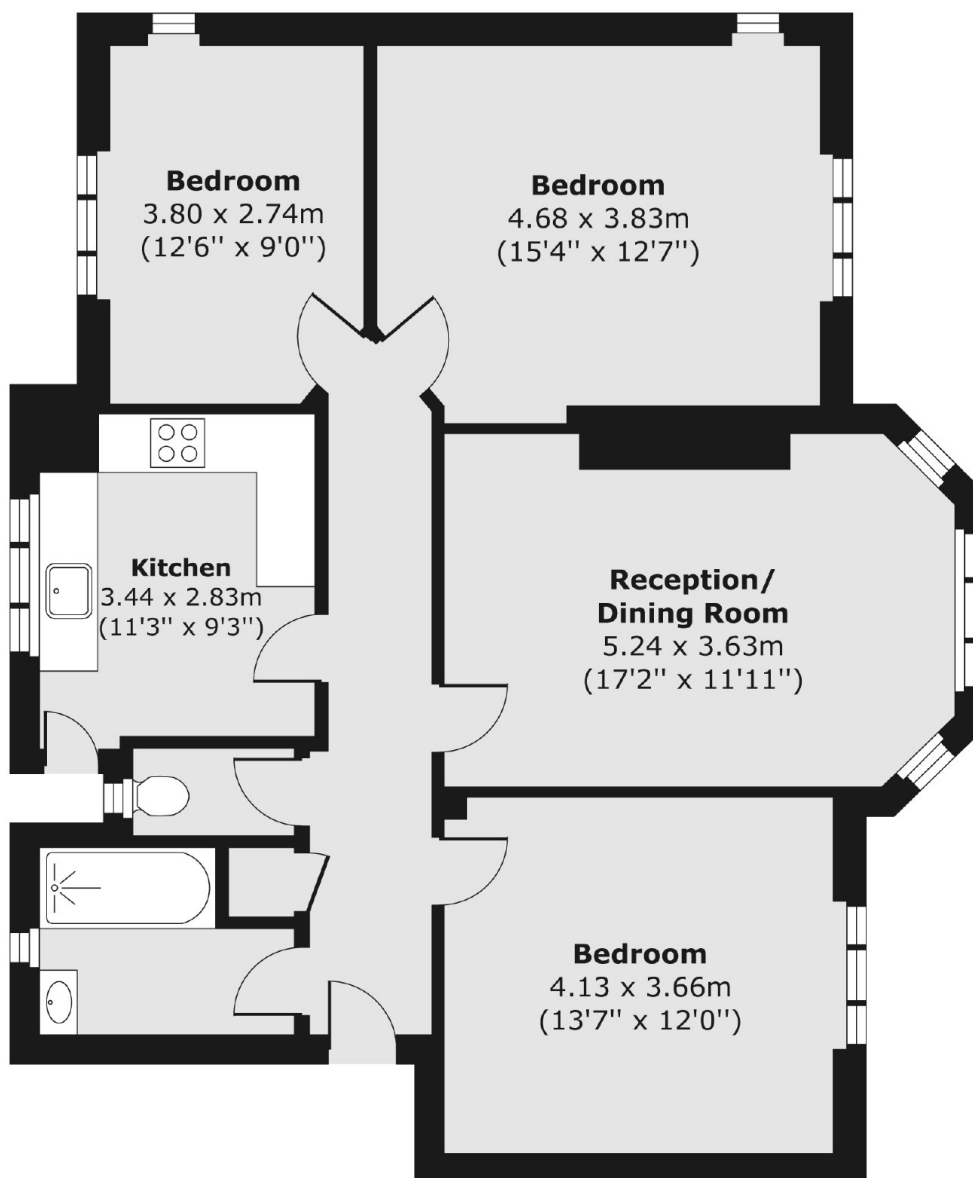 Bedroom
3.80 x 2.74m
(12'6'' x 9'0'')
Bedroom
4.68 x 3.83m
(15'4'' x 12'7'')
Kitchen
3.44 x 2.83m
(11'3'' x 9'3'')
Reception/
Dining Room
5.24 x 3.63m
(17'2'' x 11'11'')
Bedroom
4.13 x 3.66m
(13'7'' x 12'0'')